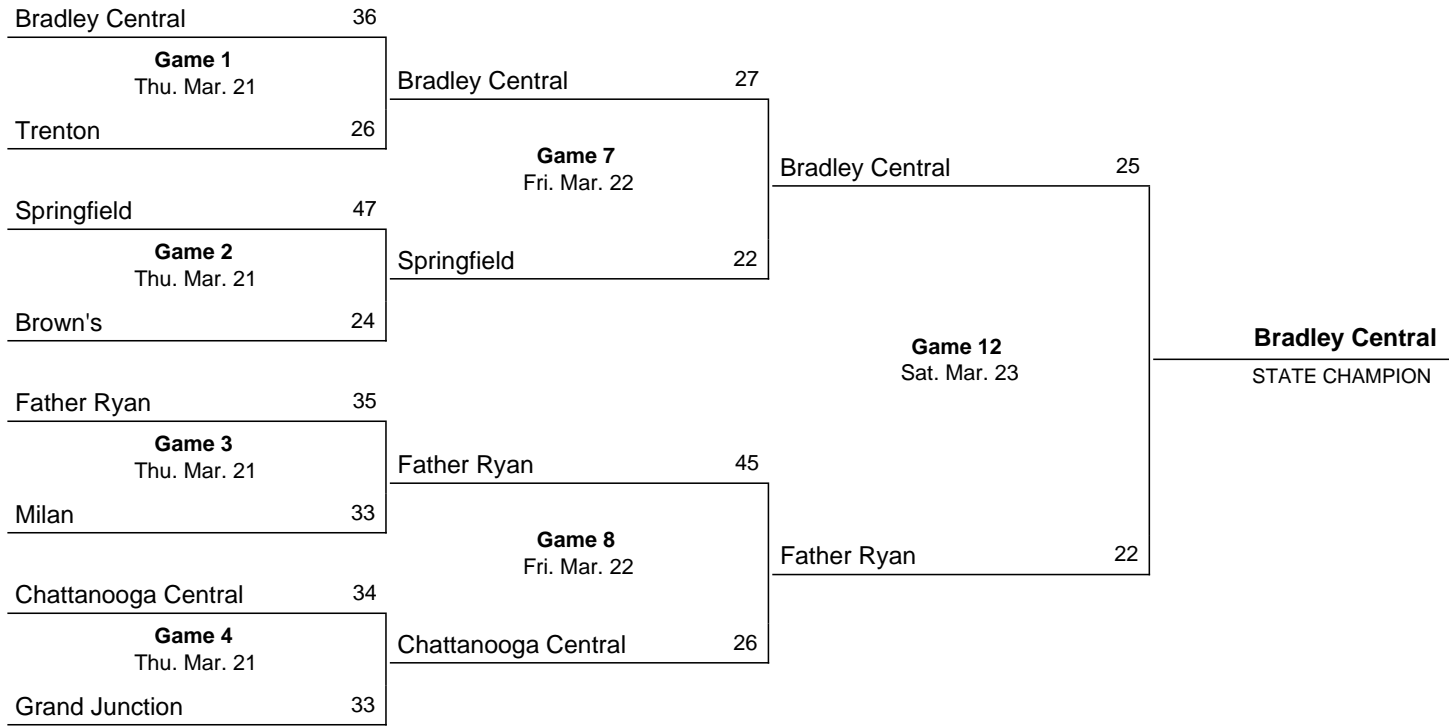 Bradley Central 36
Game 1
Thu. Mar. 21
Trenton 26
Springfield 47
Game 2
Thu. Mar. 21
Brown's 24
Father Ryan 35
Game 3
Thu. Mar. 21
Milan 33
Chattanooga Central 34
Game 4
Thu. Mar. 21
Grand Junction 33
Bradley Central 27
Game 7
Fri. Mar. 22
Springfield 22
Father Ryan 45
Game 8
Fri. Mar. 22
Chattanooga Central 26
Bradley Central 25
Game 12
Sat. Mar. 23
Father Ryan 22
Bradley Central
STATE CHAMPION